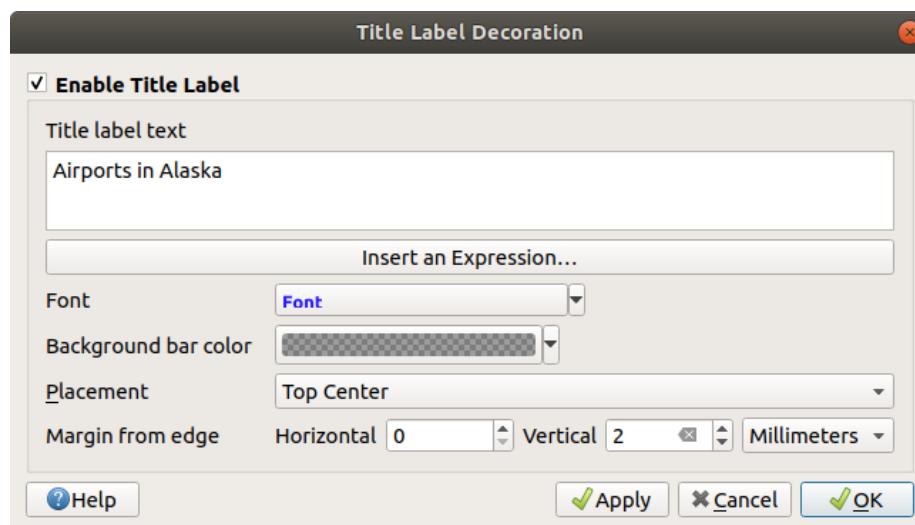 Title Label Decoration
Enable Title Label
Title label text
Airports in Alaska
Insert an Expression…
Font Font
Background bar color
Placement Top Center
Margin from edge Horizontal 0 Vertical 2 Millimeters
Help Apply Cancel OK